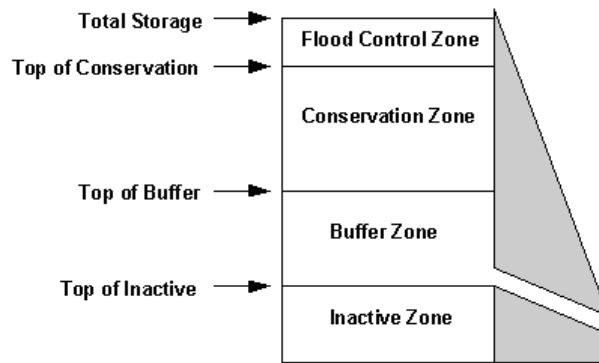 Total Storage
Flood Control Zone
Top of Conservation
Conservation Zone
Top of Buffer
Buffer Zone
Top of Inactive
Inactive Zone